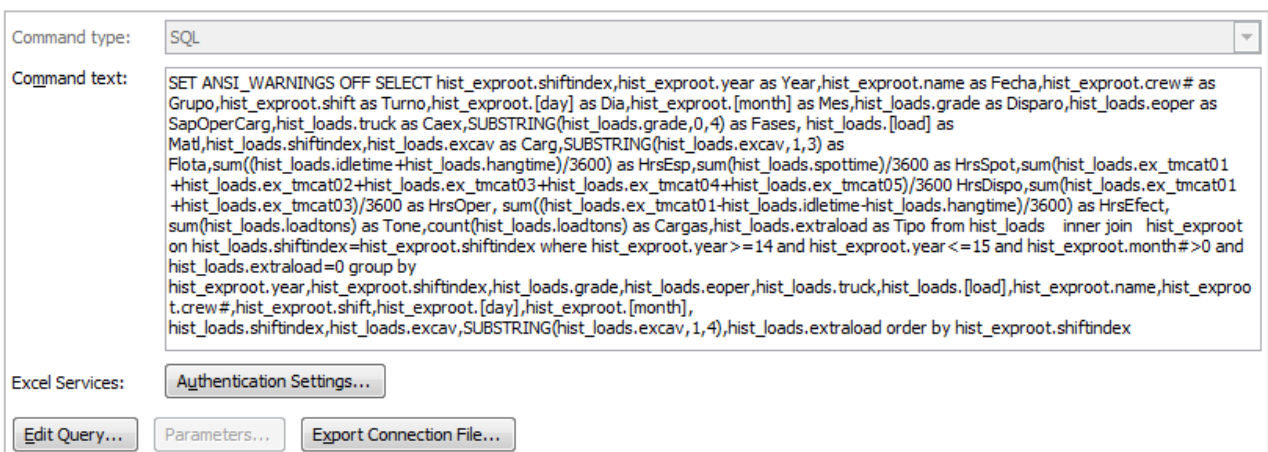 Command type:
SQL
Command text:
SET ANSI_WARNINGS OFF SELECT hist_exproot.shiftindex,hist_exproot.year as Year,hist_exproot.name as Fecha,hist_exproot.crew# as
Grupo,hist_exproot.shift as Turno,hist_exproot.[day] as Dia,hist_exproot.[month] as Mes,hist_loads.grade as Disparo,hist_loads.eoper as
SapOperCarg,hist_loads.truck as Caex,SUBSTRING(hist_loads.grade,0,4) as Fases, hist_loads.[load] as
Matl,hist_loads.shiftindex,hist_loads.excav as Carg,SUBSTRING(hist_loads.excav,1,3) as
Flota,sum((hist_loads.idletime+hist_loads.hangtime)/3600) as HrsEsp,sum(hist_loads.spottime)/3600 as HrsSpot,sum(hist_loads.ex_tmcat01
+hist_loads.ex_tmcat02+hist_loads.ex_tmcat03+hist_loads.ex_tmcat04+hist_loads.ex_tmcat05)/3600 HrsDispo,sum(hist_loads.ex_tmcat01
+hist_loads.ex_tmcat03)/3600 as HrsOper, sum((hist_loads.ex_tmcat01-hist_loads.idletime-hist_loads.hangtime)/3600) as HrsEfect,
sum(hist_loads.loadtons) as Tone,count(hist_loads.loadtons) as Cargas,hist_loads.extraload as Tipo from hist_loads    inner join   hist_exproot
on hist_loads.shiftindex=hist_exproot.shiftindex where hist_exproot.year>=14 and hist_exproot.year<=15 and hist_exproot.month#>0 and
hist_loads.extraload=0 group by
hist_exproot.year,hist_exproot.shiftindex,hist_loads.grade,hist_loads.eoper,hist_loads.truck,hist_loads.[load],hist_exproot.name,hist_exproo
t.crew#,hist_exproot.shift,hist_exproot.[day],hist_exproot.[month],
hist_loads.shiftindex,hist_loads.excav,SUBSTRING(hist_loads.excav,1,4),hist_loads.extraload order by hist_exproot.shiftindex
Excel Services:
Authentication Settings...
Edit Query...
Parameters...
Export Connection File...